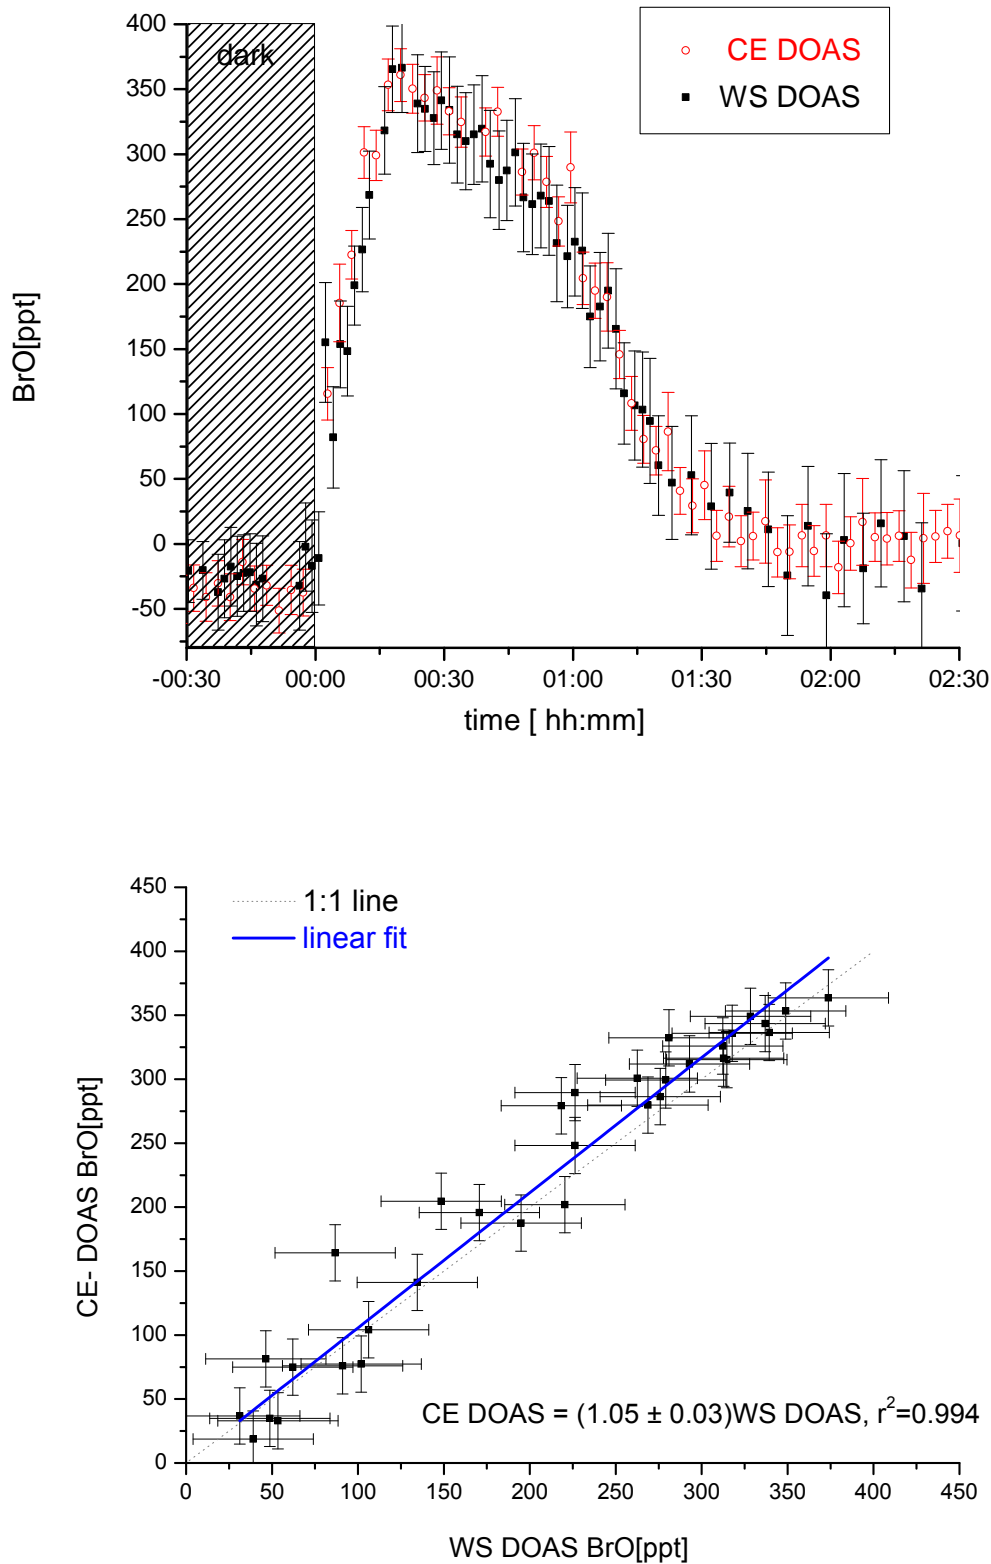 400
350
300
250
200
150
100
50
0
-50
BrO[ppt]
dark
CE DOAS
WS DOAS
-00:30 00:00 00:30 01:00 01:30 02:00 02:30
time [ hh:mm]
450
400
350
300
250
200
150
100
50
0
CE- DOAS BrO[ppt]
1:1 line
linear fit
CE DOAS = (1.05 ± 0.03)WS DOAS, r²=0.994
0 50 100 150 200 250 300 350 400 450
WS DOAS BrO[ppt]